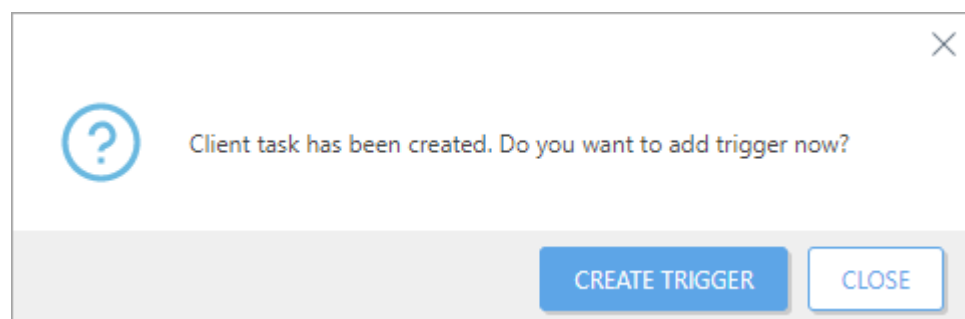 Client task has been created. Do you want to add trigger now?
CREATE TRIGGER
CLOSE